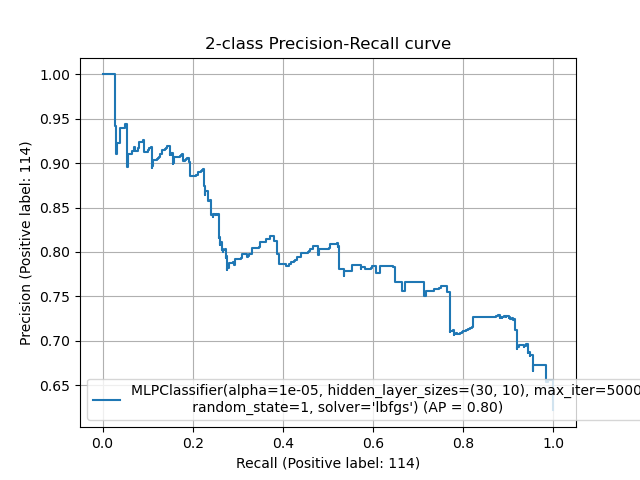 2-class Precision-Recall curve
1.00
0.95
0.90
0.85
0.80
0.75
0.70
0.65
Precision (Positive label: 114)
MLPClassifier(alpha=1e-05, hidden_layer_sizes=(30, 10), max_iter=5000
random_state=1, solver='lbfgs') (AP = 0.80)
0.0 0.2 0.4 0.6 0.8 1.0
Recall (Positive label: 114)